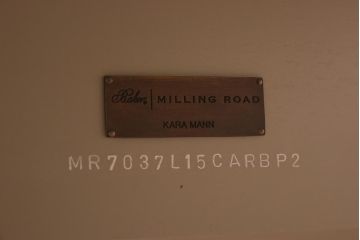 Baker | MILLING ROAD
KARA MANN
MR7037L15CARBP2